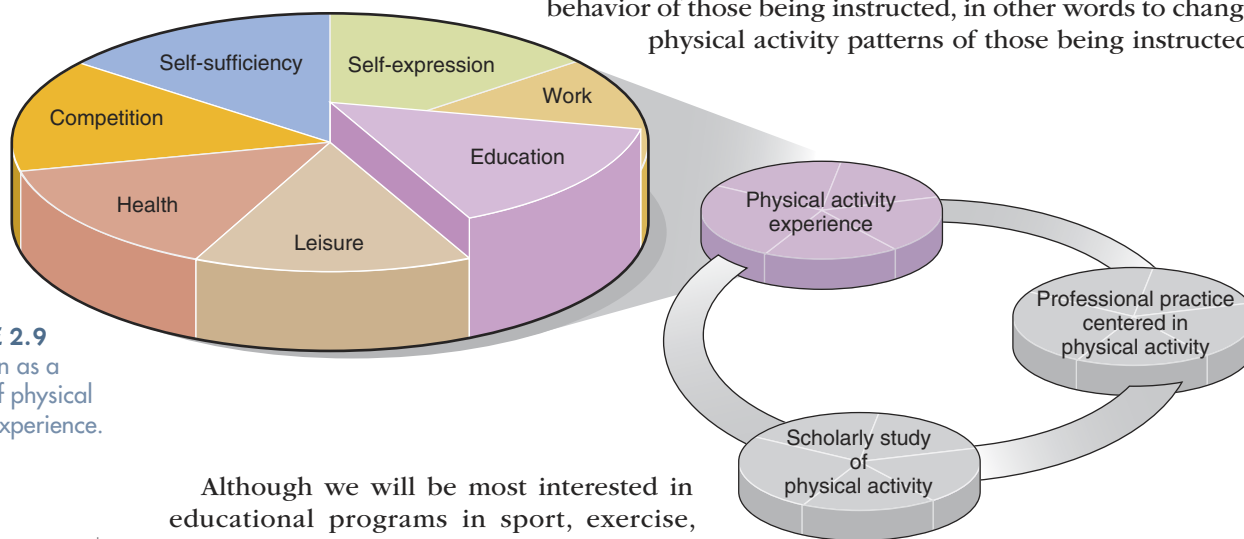 behavior of those being instructed, in other words to chang
physical activity patterns of those being instructed
Self-sufficiency
Self-expression
Work
Competition
Education
Health
Leisure
Physical activity
experience
Professional practice
centered in
physical activity
Scholarly study
of
physical activity
2.9
n as a
f physical
xperience.
Although we will be most interested in
educational programs in sport, exercise,